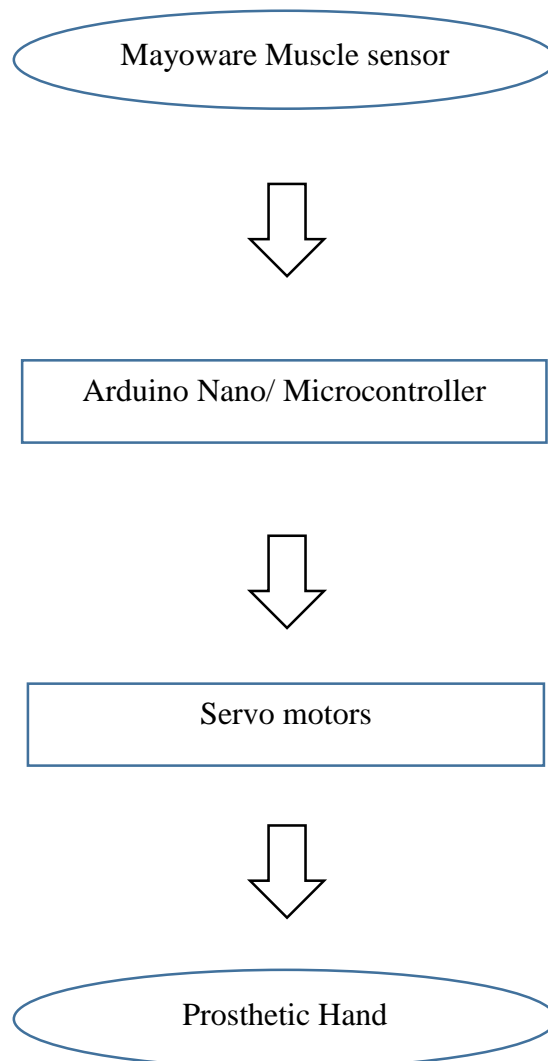 Mayoware Muscle sensor
Arduino Nano/ Microcontroller
Servo motors
Prosthetic Hand